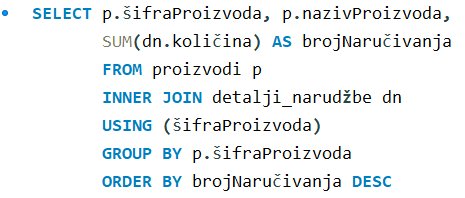 SELECT p.šifraProizvoda, p.nazivProizvoda,
SUM(dn.količina) AS brojNaručivanja
FROM proizvodi p
INNER JOIN detalji_narudžbe dn
USING (šifraProizvoda)
GROUP BY p.šifraProizvoda
ORDER BY brojNaručivanja DESC